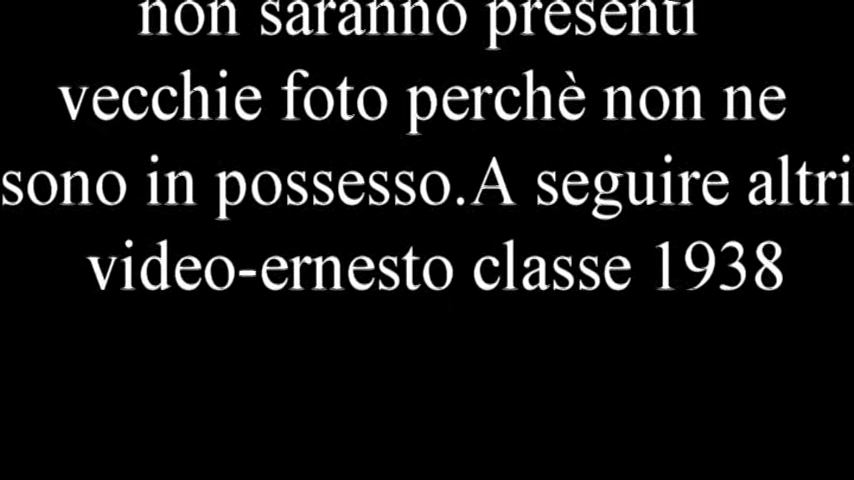 non saranno presenti
vecchie foto perchè non ne
sono in possesso.A seguire altri
video-ernesto classe 1938